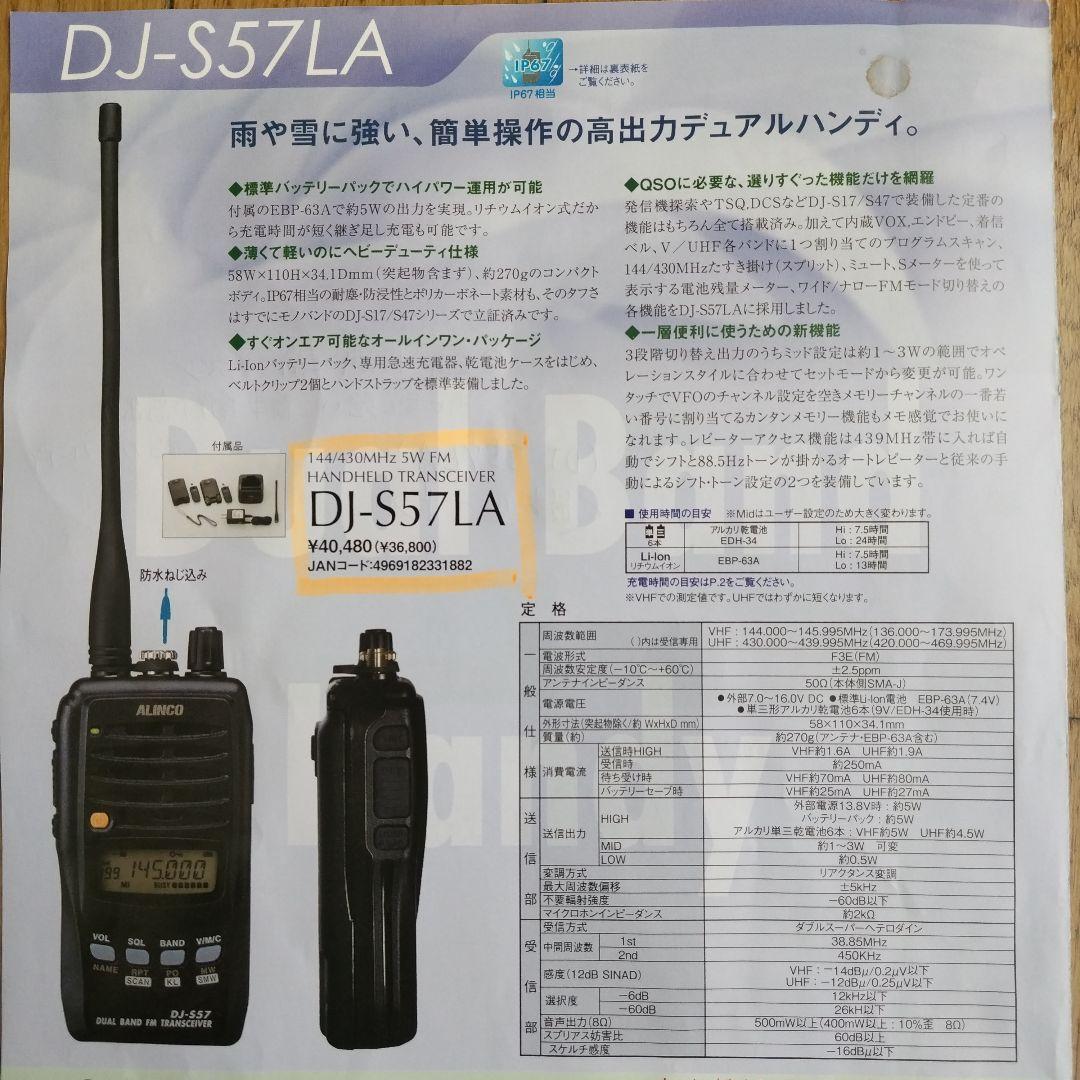 DJ-S57LA
IP67
IP67相当
→詳細は裏表紙を
ご覧ください。
雨や雪に強い、簡単操作の高出力デュアルハンディ。
◆標準バッテリーパックでハイパワー運用が可能
付属のEBP-63Aで約5Wの出力を実現。リチウムイオン式だか
ら充電時間が短く継ぎ足し充電も可能です。
◆薄くて軽いのにヘビーデューティ仕様
58W×110H×34.1Dmm（突起物含まず）、約270gのコンパクト
ボディ。IP67相当の耐塵・防浸性とポリカーボネート素材も、そのタフさ
はすでにモノバンドのDJ-S17/S47シリーズで立証済みです。
◆すぐオンエア可能なオールインワン・パッケージ
Li-Ionバッテリーパック、専用急速充電器、乾電池ケースをはじめ、
ベルトクリップ2個とハンドストラップを標準装備しました。
◆QSOに必要な、選りすぐった機能だけを網羅
発信機探索やTSQ,DCSなどDJ-S17/S47で装備した定番の
機能はもちろん全て搭載済み。加えて内蔵VOX,エンドピー、着信
ベル、V／UHF各バンドに1つ割り当てのプログラムスキャン、
144/430MHzたすき掛け（スプリット）、ミュート、Sメーターを使って
表示する電池残量メーター、ワイド/ナローFMモード切り替えの
各機能をDJ-S57LAに採用しました。
◆一層便利に使うための新機能
3段階切り替え出力のうちミッド設定は約1～3Wの範囲でオペ
レーションスタイルに合わせてセットモードから変更が可能。ワン
タッチでVFOのチャンネル設定を空きメモリーチャンネルの一番若
い番号に割り当てるカンタンメモリー機能もメモ感覚でお使いに
なれます。レピーターアクセス機能は439MHz帯に入れば自
動でシフトと88.5Hzトーンが掛かるオートレピーターと従来の手
動によるシフト・トーン設定の2つを装備しています。
付属品
144/430MHz 5W FM
HANDHELD TRANSCEIVER
DJ-S57LA
¥40,480（¥36,800）
JANコード:4969182331882
■ 使用時間の目安　※Midはユーザー設定のため大きく変わります。
6本 アルカリ乾電池 EDH-34 Hi : 7.5時間 Lo : 24時間
Li-Ion リチウムイオン EBP-63A Hi : 7.5時間 Lo : 13時間
充電時間の目安はP.2をご覧ください。
※VHFでの測定値です。UHFではわずかに短くなります。
防水ねじ込み
Dual Band
Handy
ALINCO
145.000
99
MI BUSY
VOL SQL BAND V/M/C
NAME RPT PO MW
SCAN KL SMW
DJ-S57
DUAL BAND FM TRANSCEIVER
定　格
一般仕様
周波数範囲 （ ）内は受信専用 VHF : 144.000～145.995MHz（136.000～173.995MHz）
UHF : 430.000～439.995MHz（420.000～469.995MHz）
電波形式 F3E（FM）
周波数安定度（−10℃～+60℃） ±2.5ppm
アンテナインピーダンス 50Ω（本体側SMA-J）
電源電圧 ●外部7.0～16.0V DC ●標準Li-Ion電池 EBP-63A（7.4V）
●単三形アルカリ乾電池6本（9V/EDH-34使用時）
外形寸法（突起物除く/約 WxHxD mm） 58×110×34.1mm
質量（約） 約270g（アンテナ・EBP-63A含む）
消費電流 送信時HIGH VHF約1.6A UHF約1.9A
受信時 約250mA
待ち受け時 VHF約70mA UHF約80mA
バッテリーセーブ時 VHF約25mA UHF約27mA
送信部
送信出力 HIGH 外部電源13.8V時 : 約5W
バッテリーパック : 約5W
アルカリ単三乾電池6本 : VHF約5W UHF約4.5W
MID 約1～3W 可変
LOW 約0.5W
変調方式 リアクタンス変調
最大周波数偏移 ±5kHz
不要輻射強度 −60dB以下
マイクロホンインピーダンス 約2kΩ
受信部
受信方式 ダブルスーパーヘテロダイン
中間周波数 1st 38.85MHz
2nd 450KHz
感度（12dB SINAD） VHF : −14dBμ/0.2μV以下
UHF : −12dBμ/0.25μV以下
選択度 −6dB 12kHz以下
−60dB 26kH以下
音声出力（8Ω） 500mW以上（400mW以上 : 10%歪 8Ω）
スプリアス妨害比 60dB以上
スケルチ感度 −16dBμ以下